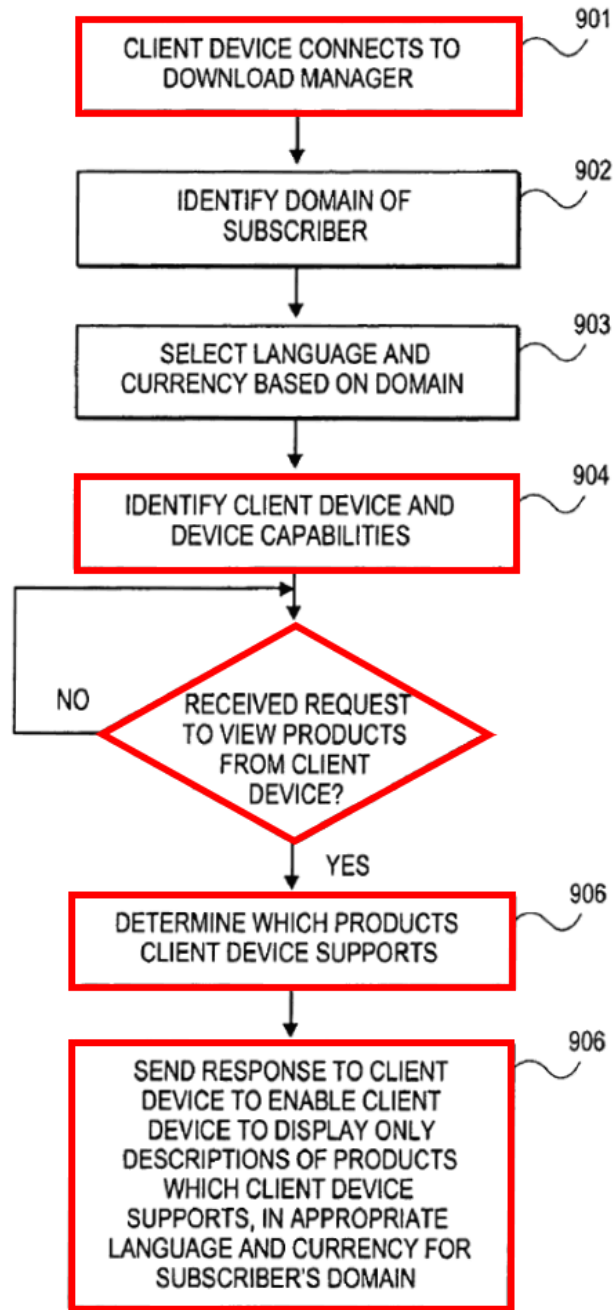 CLIENT DEVICE CONNECTS TO
DOWNLOAD MANAGER
901
IDENTIFY DOMAIN OF
SUBSCRIBER
902
SELECT LANGUAGE AND
CURRENCY BASED ON DOMAIN
903
IDENTIFY CLIENT DEVICE AND
DEVICE CAPABILITIES
904
NO
RECEIVED REQUEST
TO VIEW PRODUCTS
FROM CLIENT
DEVICE?
YES
DETERMINE WHICH PRODUCTS
CLIENT DEVICE SUPPORTS
906
SEND RESPONSE TO CLIENT
DEVICE TO ENABLE CLIENT
DEVICE TO DISPLAY ONLY
DESCRIPTIONS OF PRODUCTS
WHICH CLIENT DEVICE
SUPPORTS, IN APPROPRIATE
LANGUAGE AND CURRENCY FOR
SUBSCRIBER'S DOMAIN
906